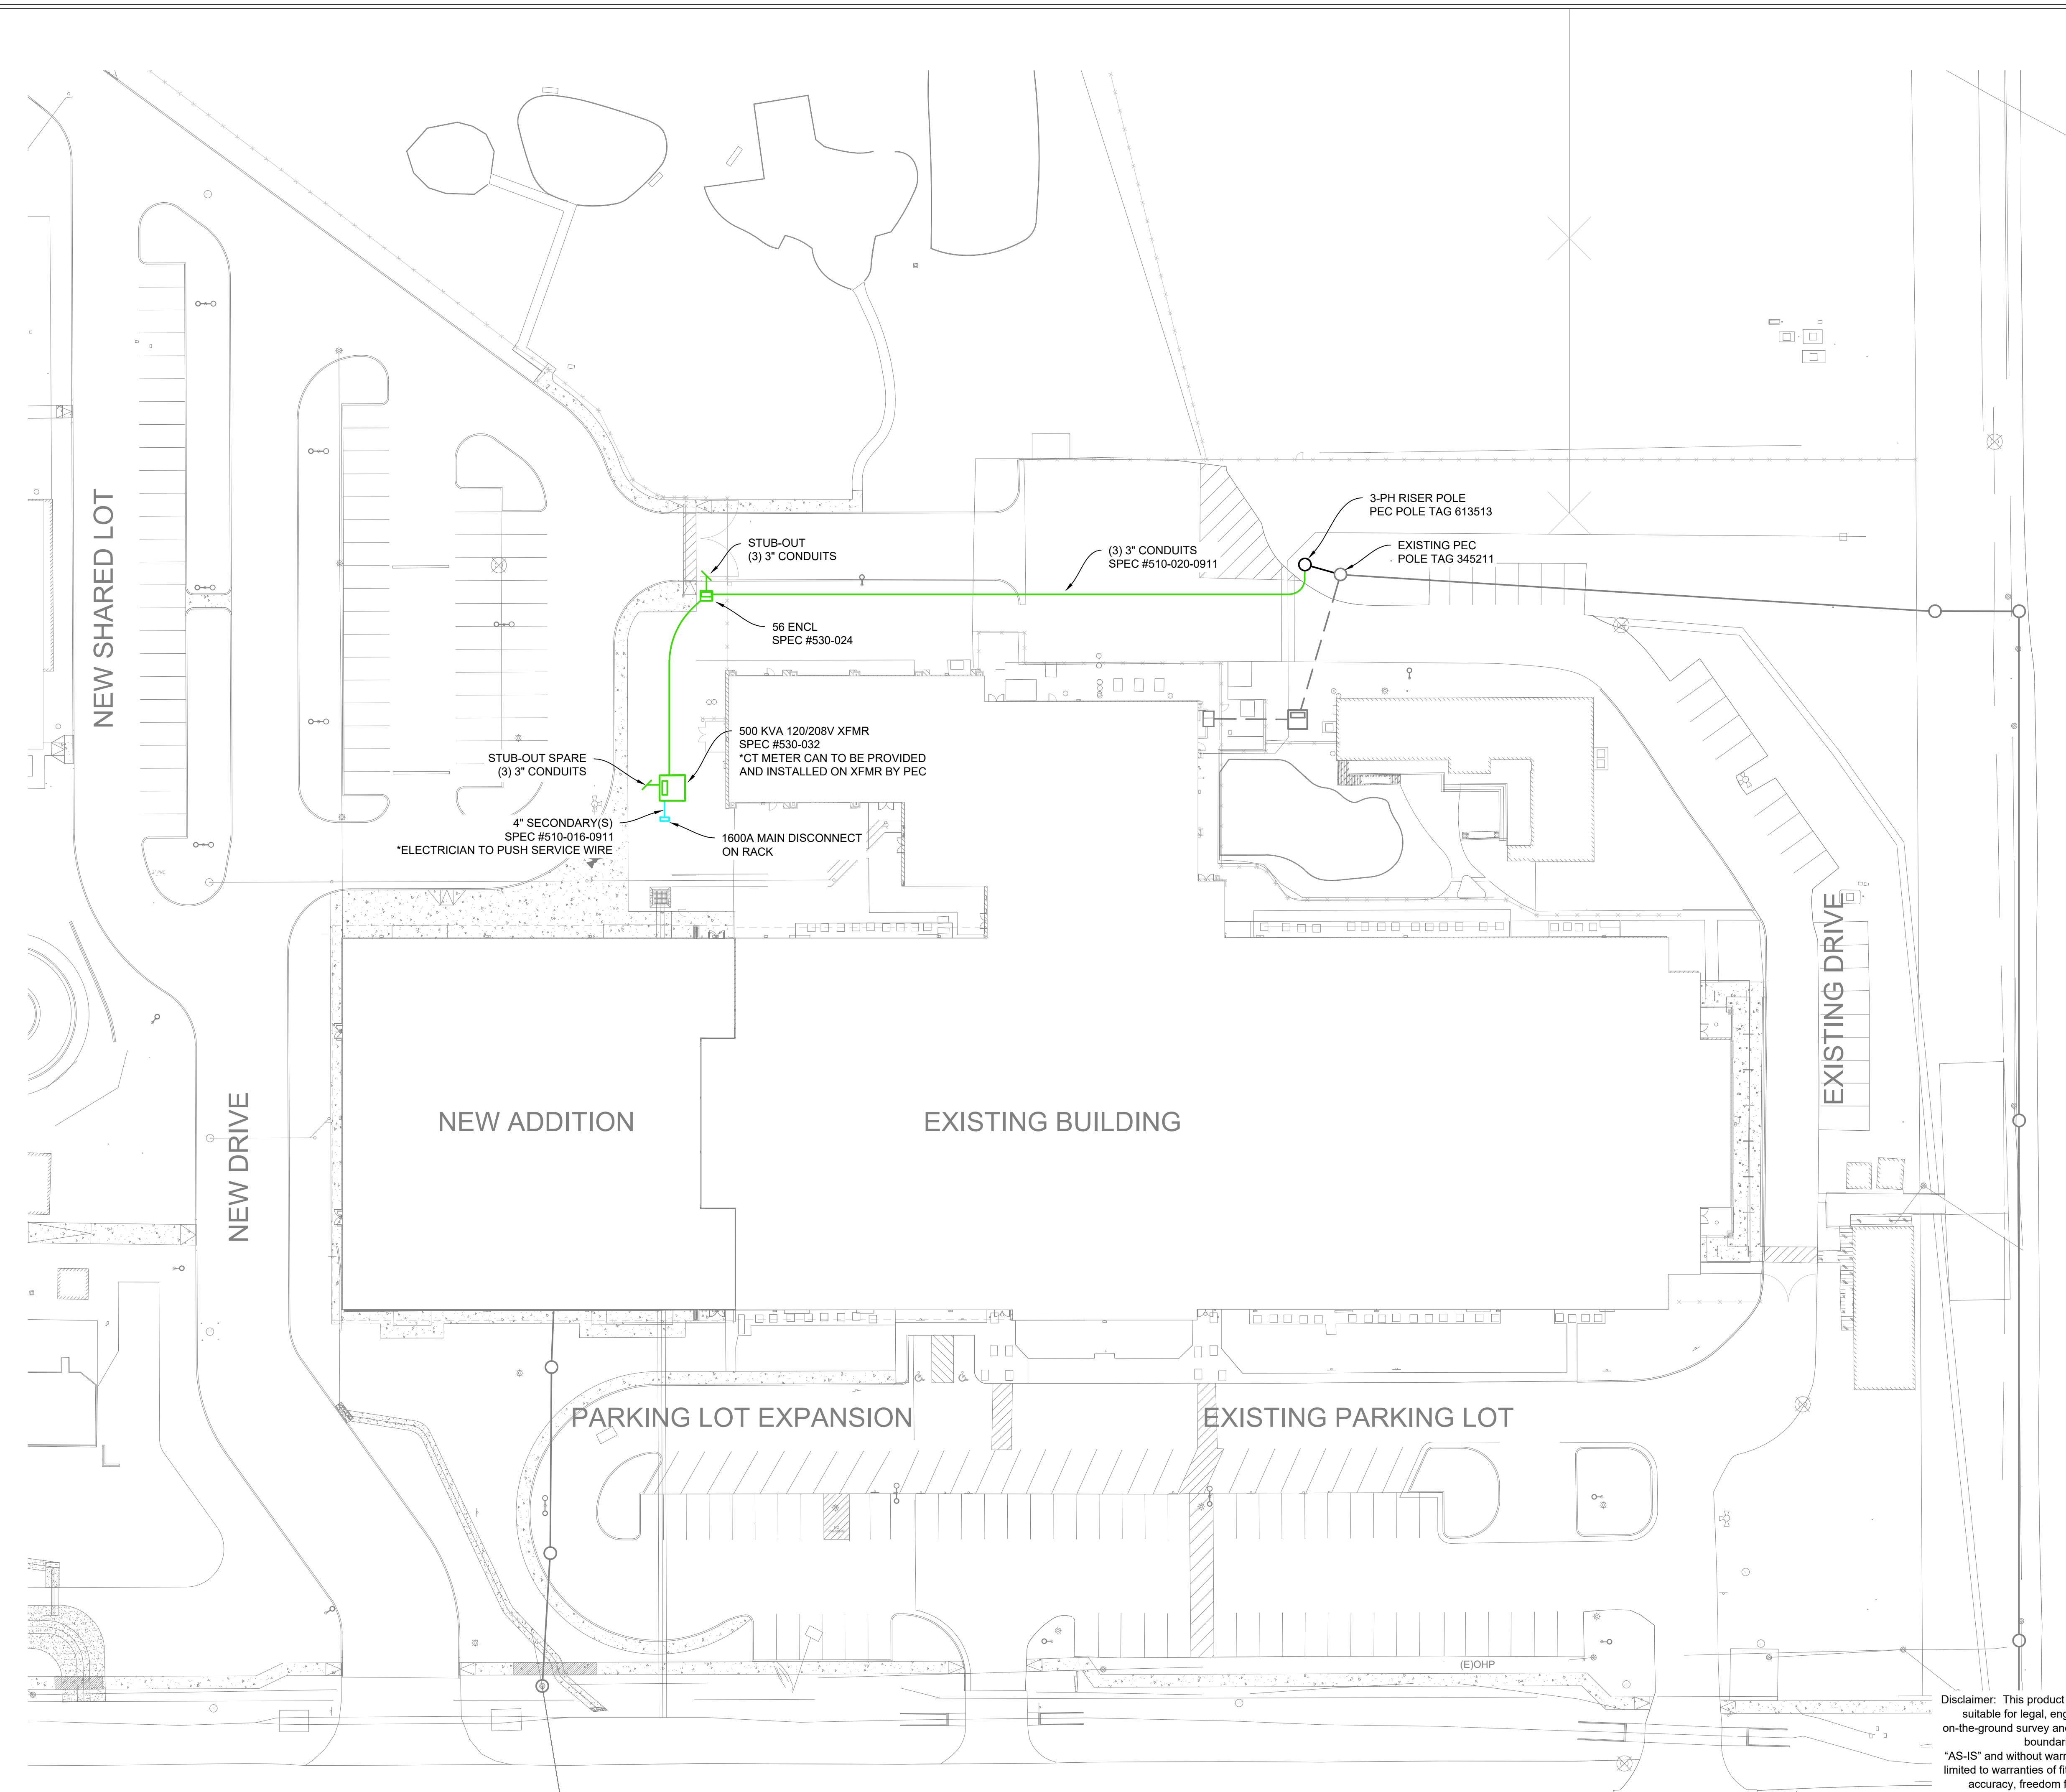 3-PH RISER POLE
PEC POLE TAG 613513
STUB-OUT
(3) 3" CONDUITS
(3) 3" CONDUITS
SPEC #510-020-0911
EXISTING PEC
POLE TAG 345211
56 ENCL
SPEC #530-024
NEW SHARED LOT
500 KVA 120/208V XFMR
SPEC #530-032
*CT METER CAN TO BE PROVIDED
AND INSTALLED ON XFMR BY PEC
STUB-OUT SPARE
(3) 3" CONDUITS
4" SECONDARY(S)
SPEC #510-016-0911
*ELECTRICIAN TO PUSH SERVICE WIRE
1600A MAIN DISCONNECT
ON RACK
EXISTING DRIVE
NEW ADDITION
EXISTING BUILDING
NEW DRIVE
PARKING LOT EXPANSION
EXISTING PARKING LOT
(E)OHP
Disclaimer: This product
suitable for legal, eng
on-the-ground survey and
boundar
"AS-IS" and without warr
limited to warranties of fi
accuracy, freedom f